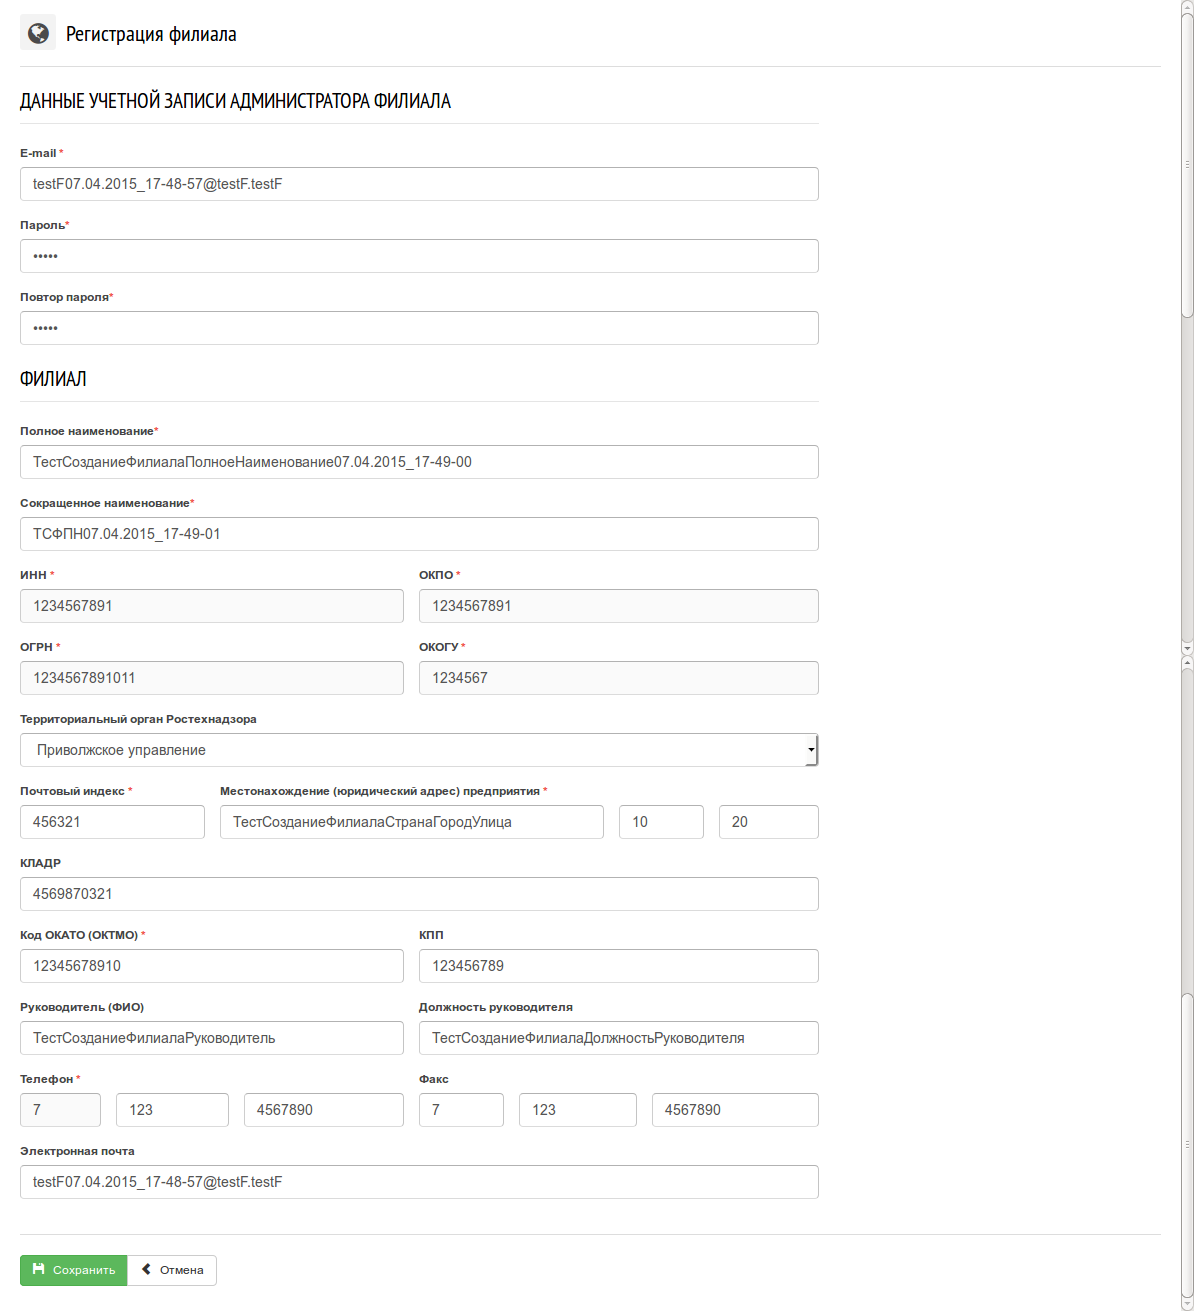 Регистрация филиала
ДАННЫЕ УЧЕТНОЙ ЗАПИСИ АДМИНИСТРАТОРА ФИЛИАЛА
E-mail *
testF07.04.2015_17-48-57@testF.testF
Пароль*
•••••
Повтор пароля*
•••••
ФИЛИАЛ
Полное наименование*
ТестСозданиеФилиалаПолноеНаименование07.04.2015_17-49-00
Сокращенное наименование*
ТСФПН07.04.2015_17-49-01
ИНН * ОКПО *
1234567891 1234567891
ОГРН * ОКОГУ *
1234567891011 1234567
Территориальный орган Ростехнадзора
Приволжское управление
Почтовый индекс * Местонахождение (юридический адрес) предприятия *
456321 ТестСозданиеФилиалаСтранаГородУлица 10 20
КЛАДР
4569870321
Код ОКАТО (ОКТМО) * КПП
12345678910 123456789
Руководитель (ФИО) Должность руководителя
ТестСозданиеФилиалаРуководитель ТестСозданиеФилиалаДолжностьРуководителя
Телефон * Факс
7 123 4567890 7 123 4567890
Электронная почта
testF07.04.2015_17-48-57@testF.testF
Сохранить Отмена